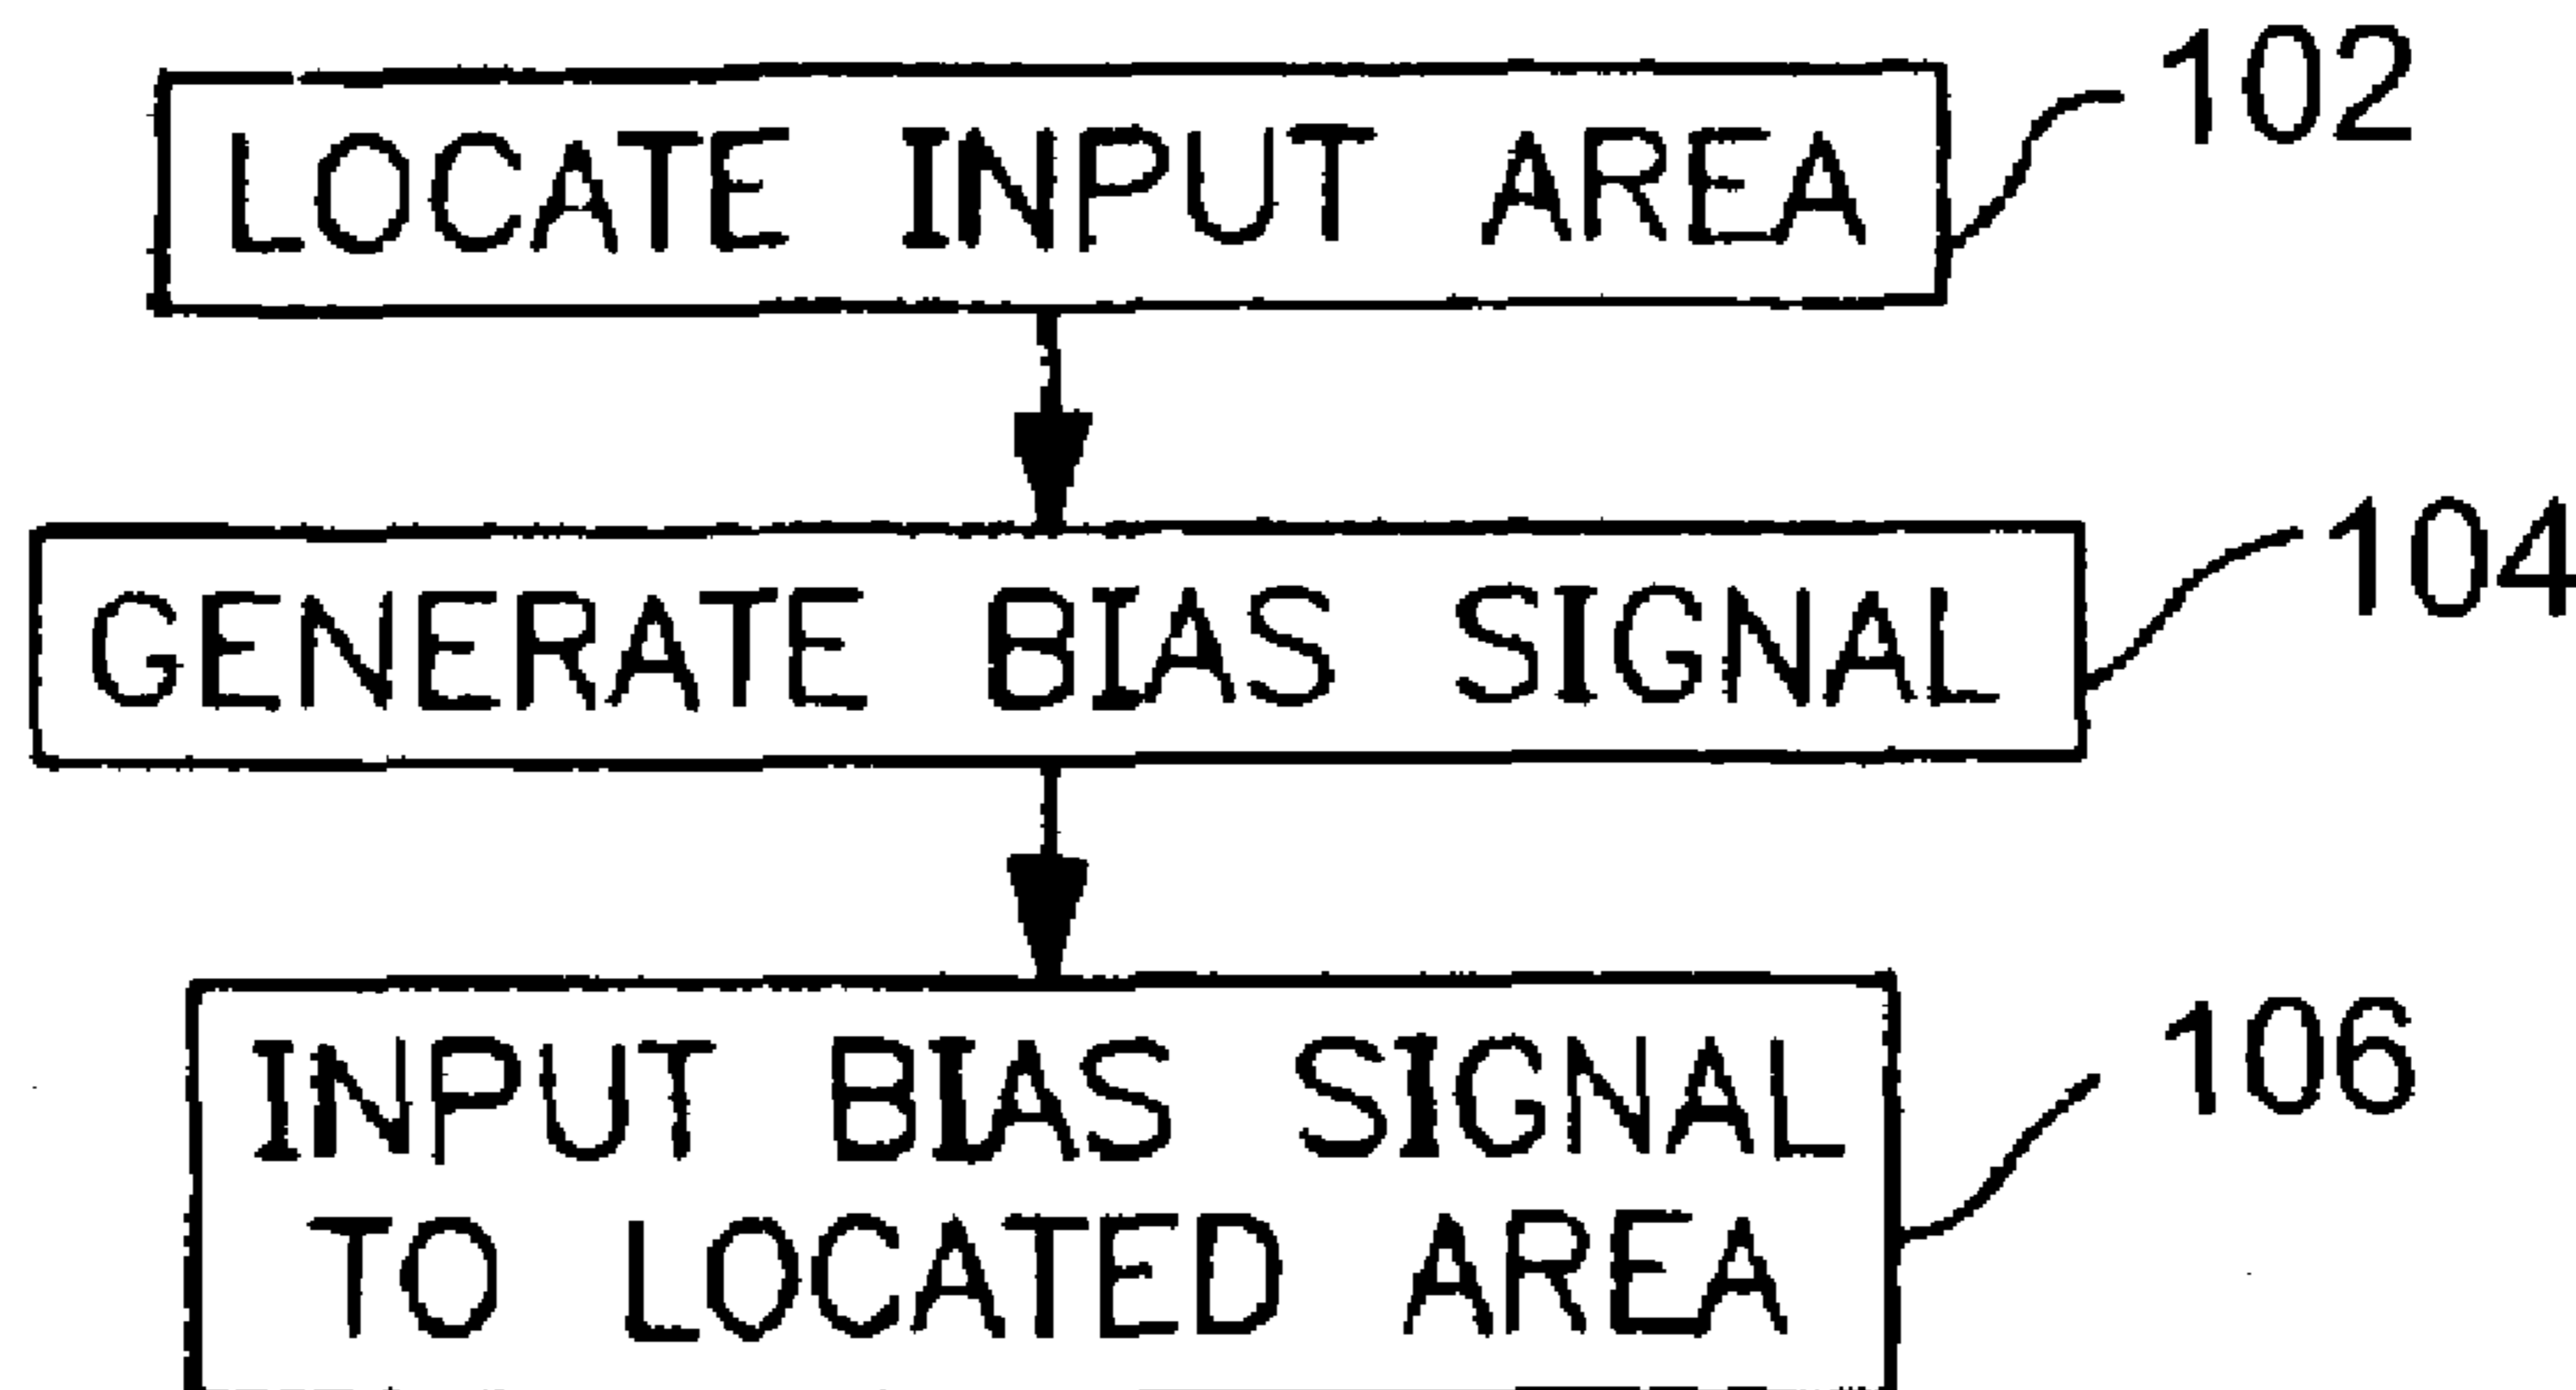 LOCATE INPUT AREA
102
GENERATE BIAS SIGNAL
104
INPUT BIAS SIGNAL
TO LOCATED AREA
106